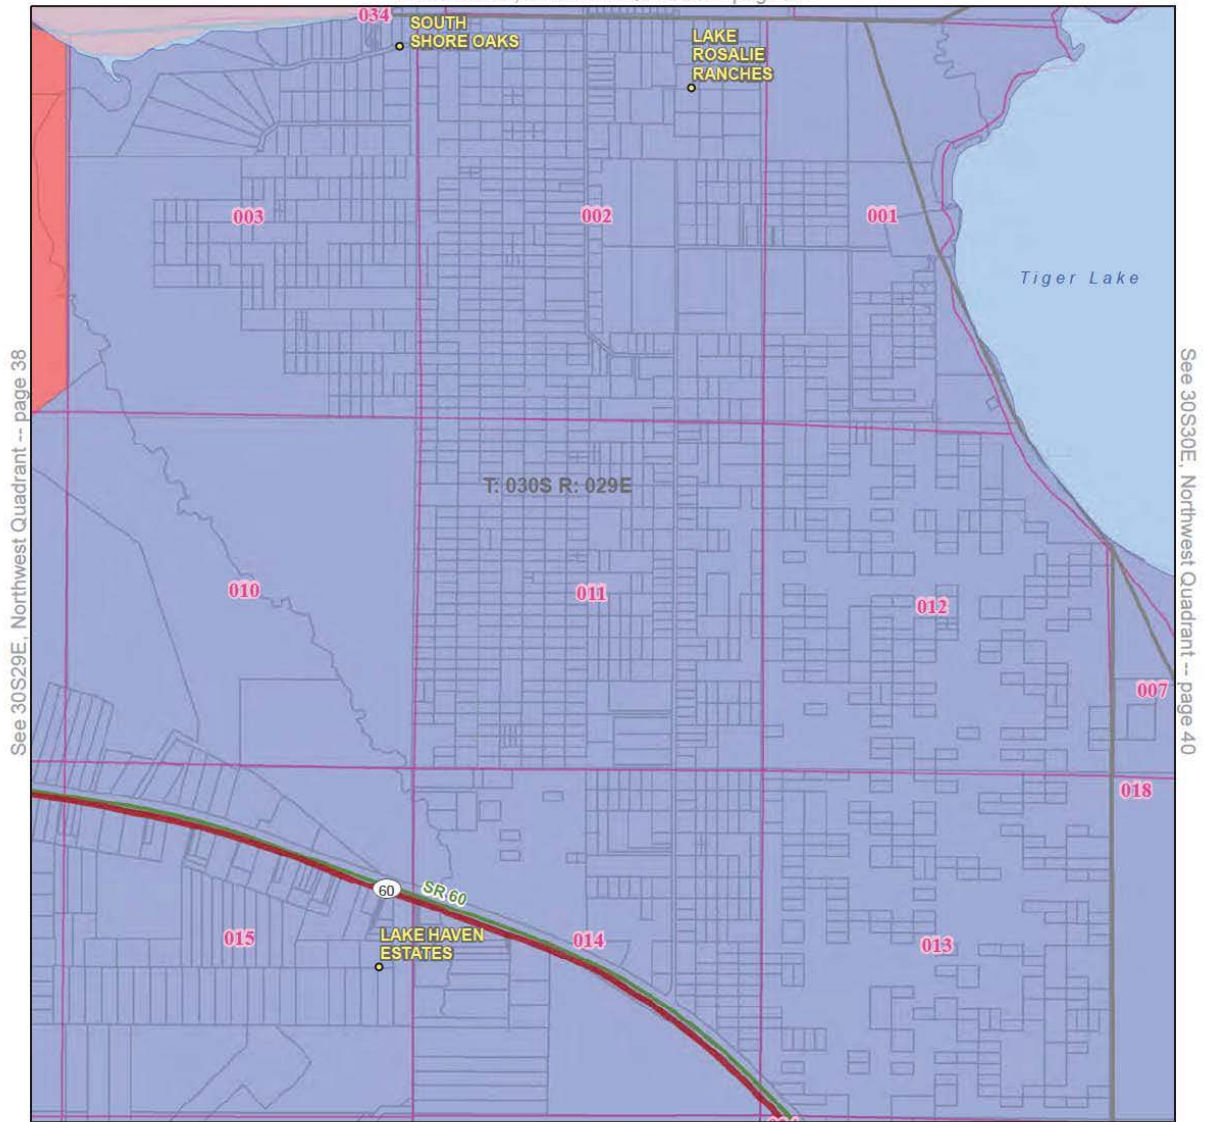 034
SOUTH
SHORE OAKS
LAKE
ROSALIE
RANCHES
003
002
001
Tiger Lake
See 30S29E, Northwest Quadrant -- page 38
See 30S30E, Northwest Quadrant -- page 40
T: 030S R: 029E
010
011
012
007
018
60
SR 60
015
LAKE HAVEN
ESTATES
014
013